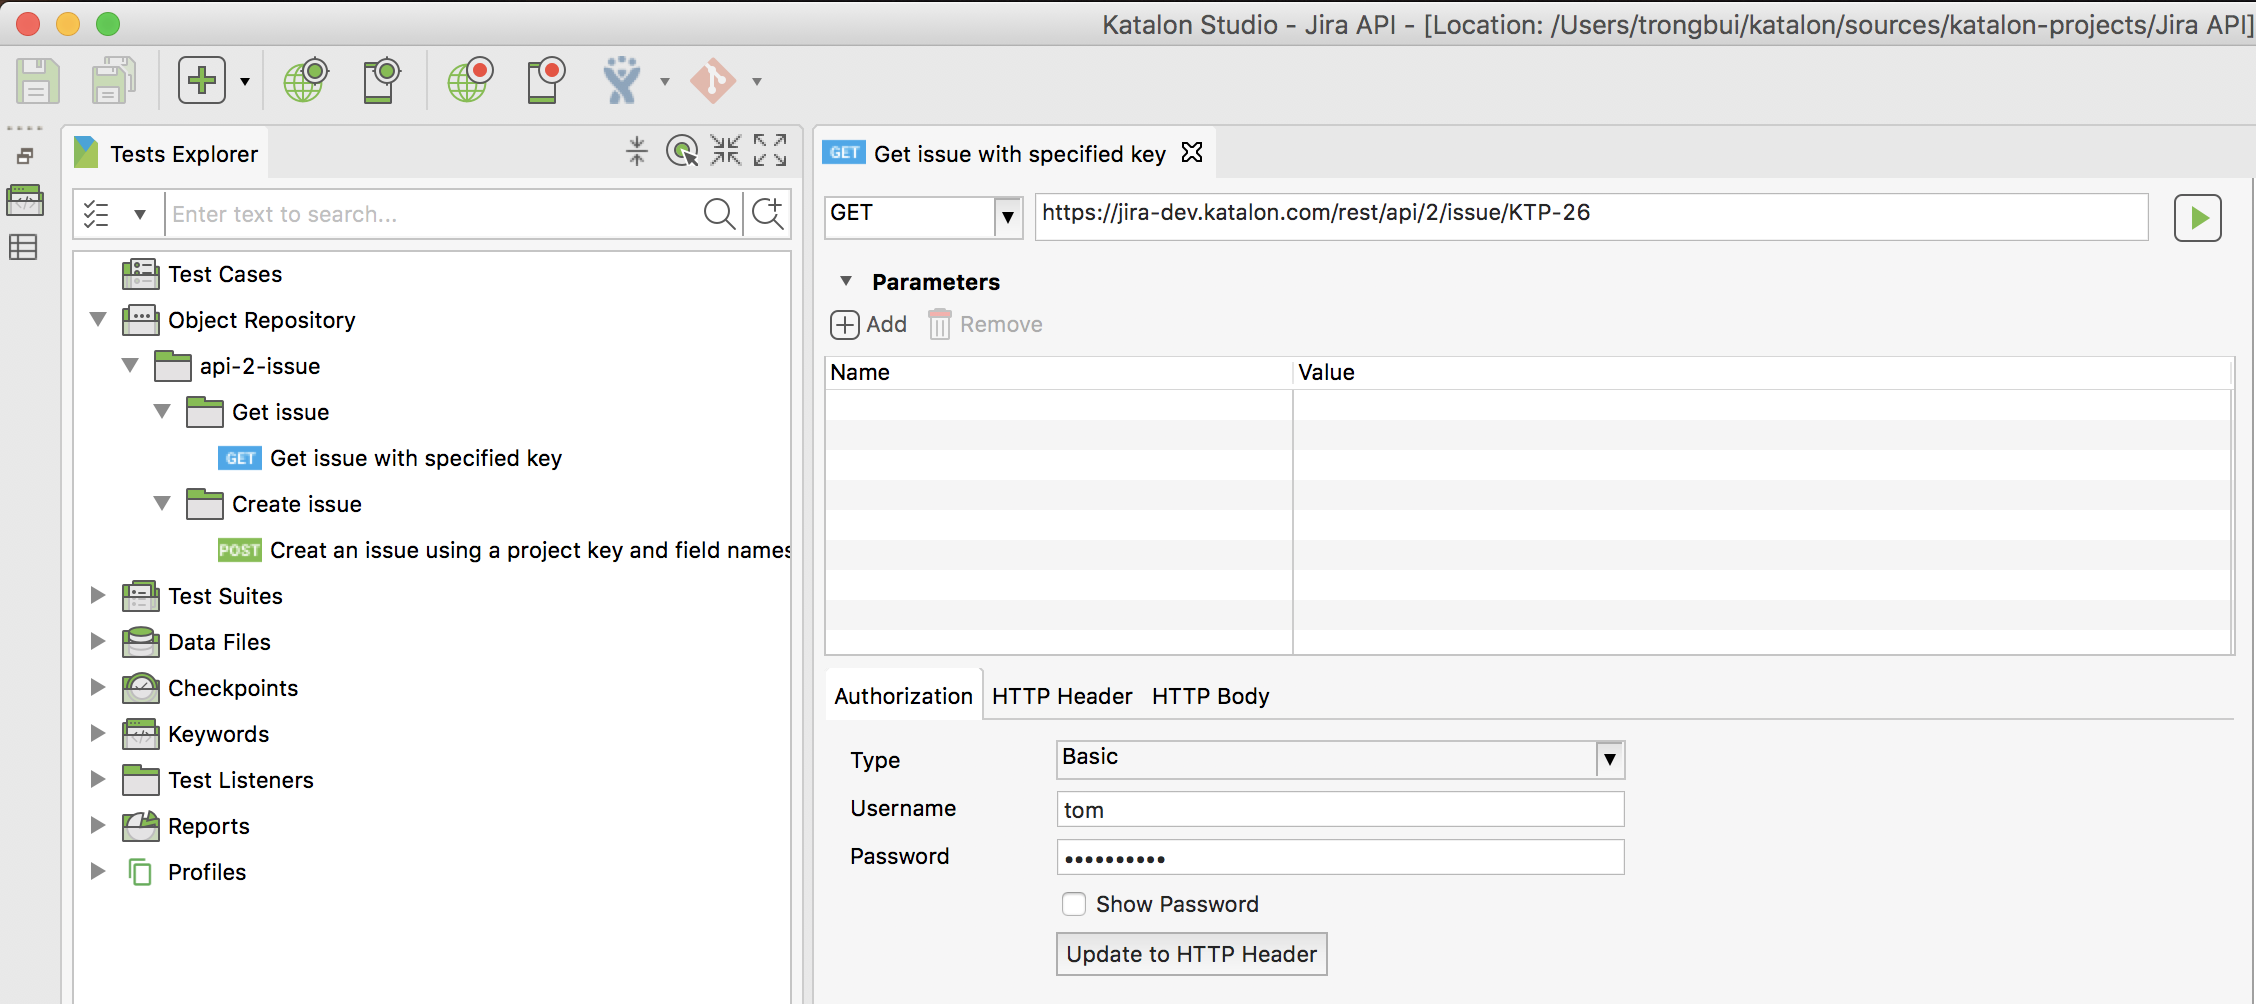 Katalon Studio - Jira API - [Location: /Users/trongbui/katalon/sources/katalon-projects/Jira API]
Tests Explorer
Enter text to search...
Test Cases
Object Repository
api-2-issue
Get issue
GET Get issue with specified key
Create issue
POST Creat an issue using a project key and field names
Test Suites
Data Files
Checkpoints
Keywords
Test Listeners
Reports
Profiles
GET Get issue with specified key
GET https://jira-dev.katalon.com/rest/api/2/issue/KTP-26
Parameters
Add Remove
Name Value
Authorization HTTP Header HTTP Body
Type Basic
Username tom
Password ••••••••••
Show Password
Update to HTTP Header